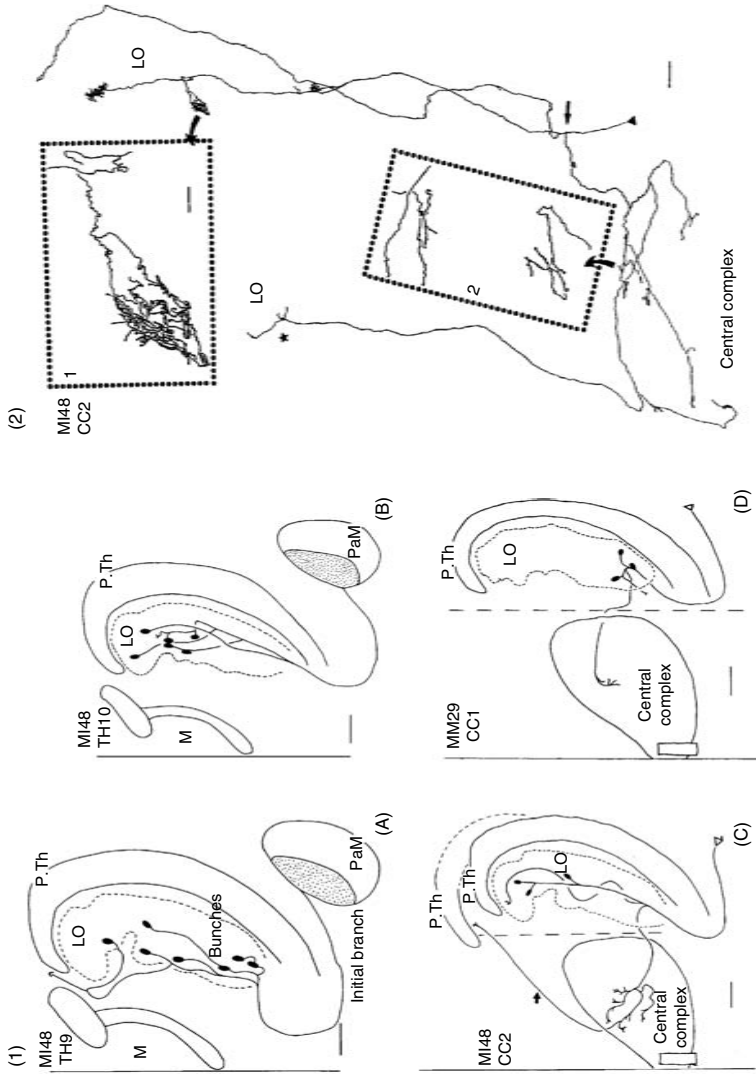 (1)
MI48
TH9
P.Th
LO
M
Bunches
Initial branch
PaM
(A)
MI48
TH10
P.Th
LO
M
PaM
(B)
MI48
CC2
P.Th
P.Th
LO
Central
complex
(C)
MM29
CC1
P.Th
LO
Central
complex
(D)
(2)
MI48
CC2
1
LO
LO
2
Central complex